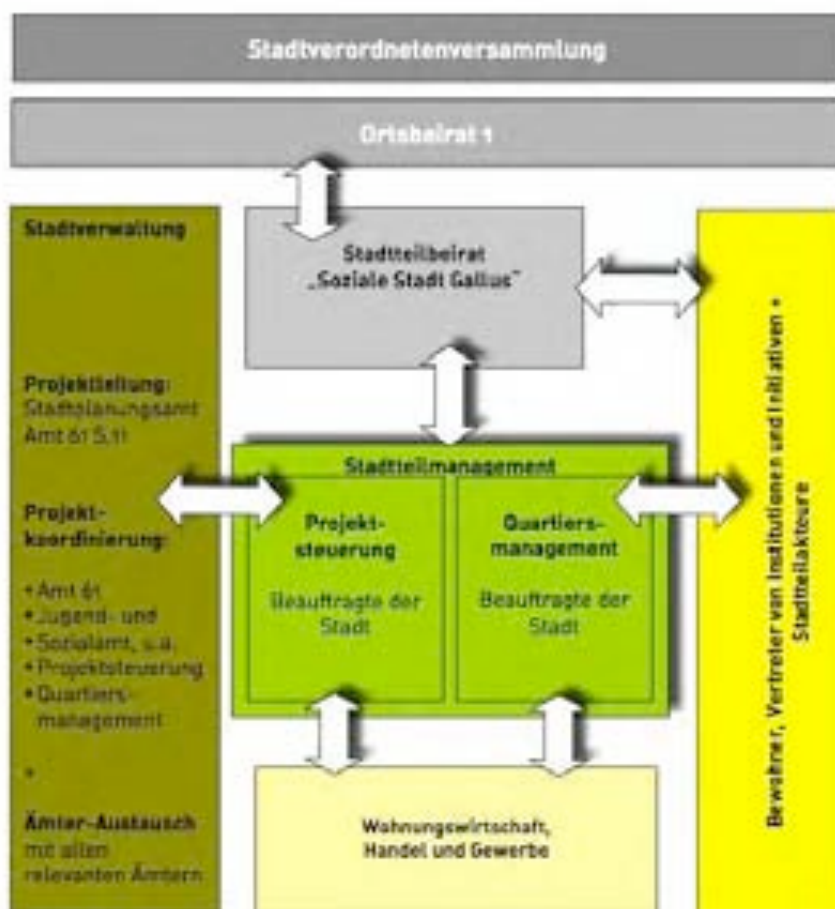 Stadtverordnetenversammlung
Ortsbeirat 1
Stadtverwaltung
Projektleitung:
Stadtplanungsamt
Amt 61 S.11
Projekt-
koordinierung:
• Amt 61
• Jugend- und
• Sozialamt, u.a.
• Projektsteuerung
• Quartiers-
management
+
Ämter-Austausch
mit allen
relevanten Ämtern
Stadtteilbeirat
„Soziale Stadt Gallus“
Stadtteilmanagement
Projekt-
steuerung
Beauftragte der
Stadt
Quartiers-
management
Beauftragte der
Stadt
Wohnungswirtschaft,
Handel und Gewerbe
Bewohner, Vertreter von Institutionen und Initiativen +
Stadtteilakteure